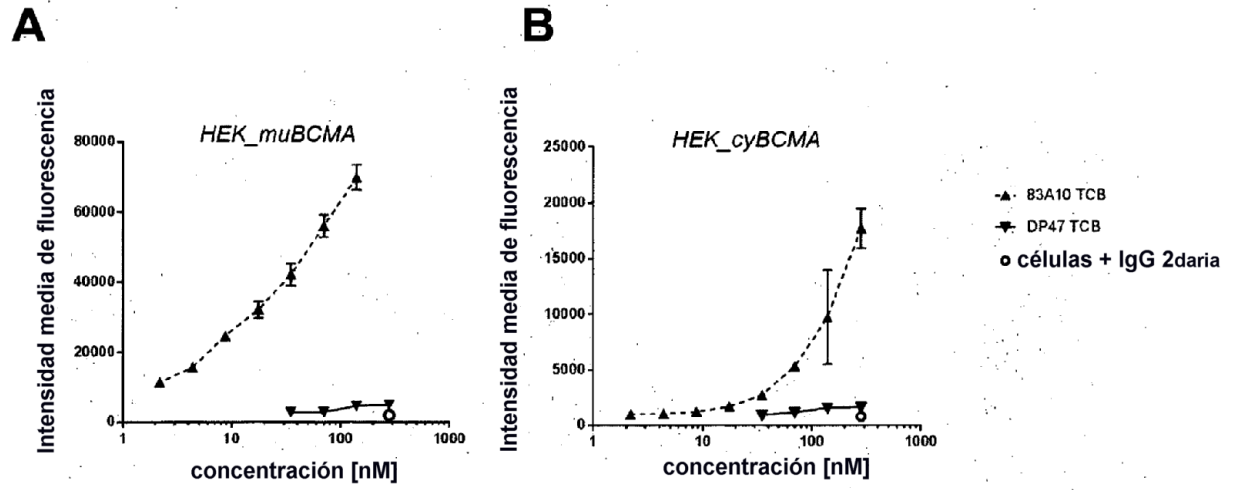 A
B
HEK_muBCMA
HEK_cyBCMA
Intensidad media de fluorescencia
80000
60000
40000
20000
0
1
10
100
1000
concentración [nM]
Intensidad media de fluorescencia
25000
20000
15000
10000
5000
0
1
10
100
1000
concentración [nM]
83A10 TCB
DP47 TCB
células + IgG 2daria